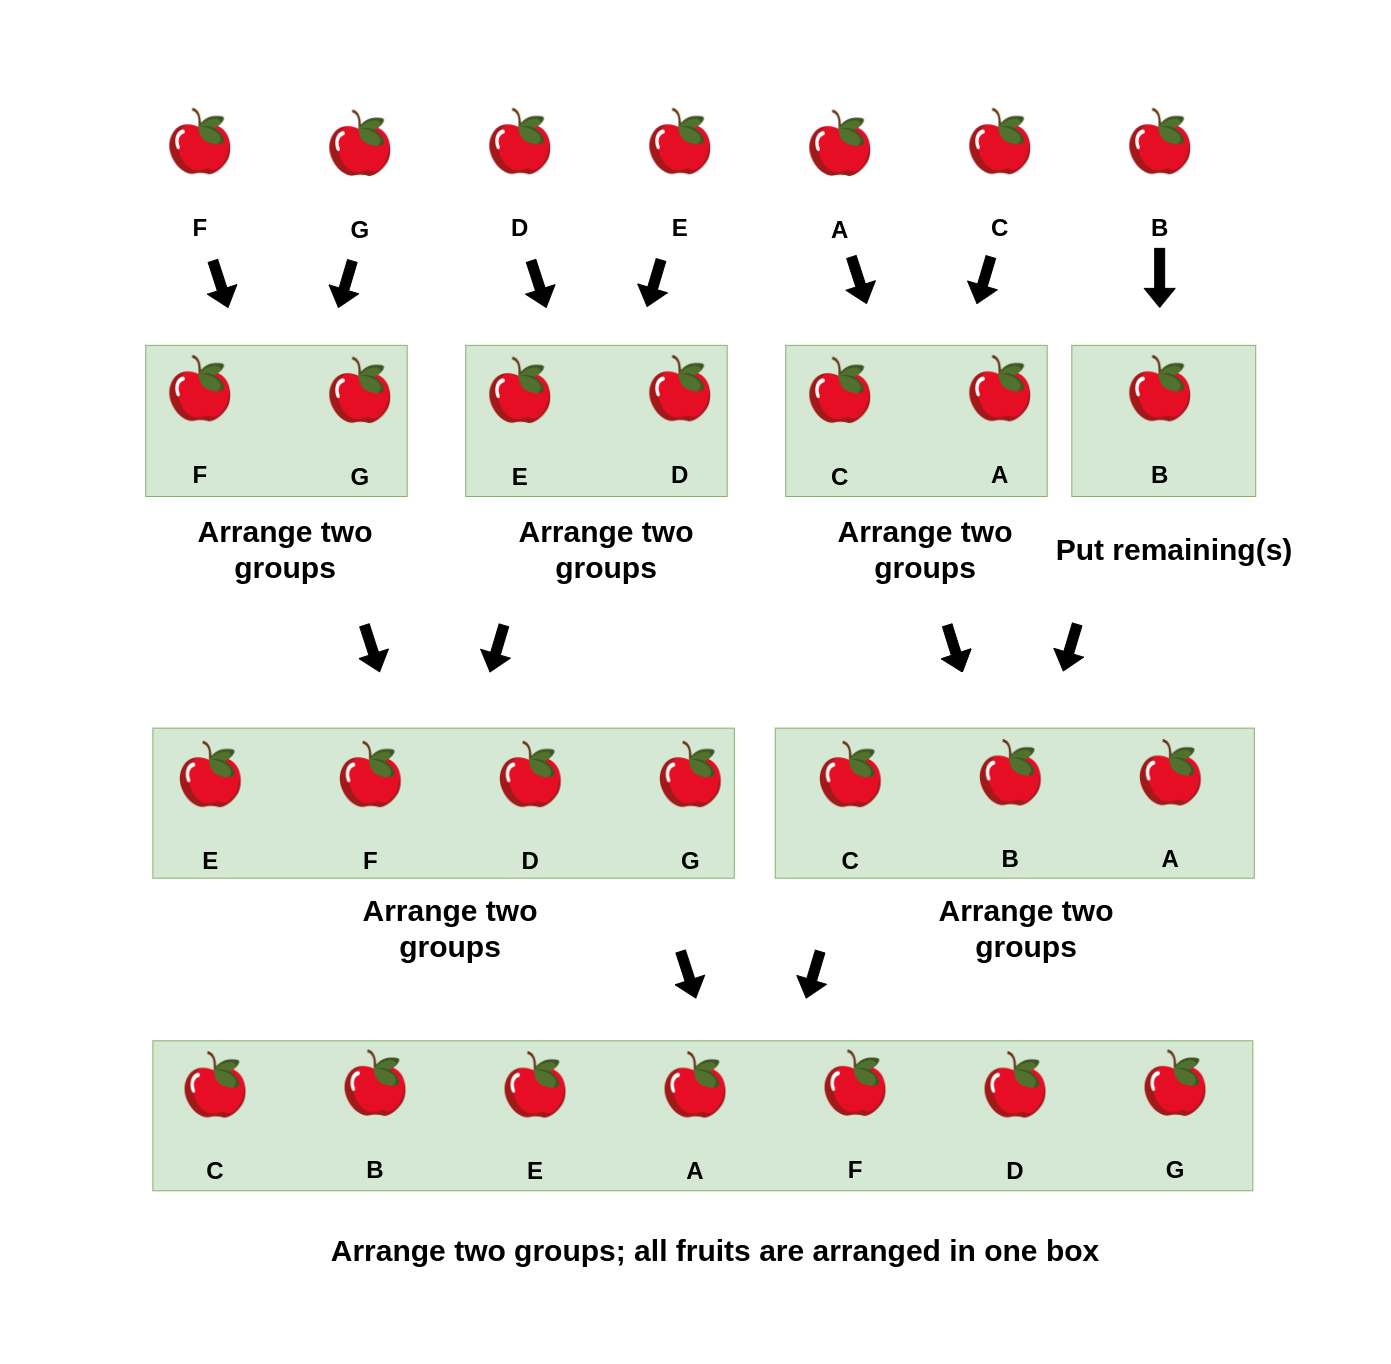 F G D E A C B
F G E D C A B
Arrange two
groups
Arrange two
groups
Arrange two
groups
Put remaining(s)
E F D G C B A
Arrange two
groups
Arrange two
groups
C B E A F D G
Arrange two groups; all fruits are arranged in one box